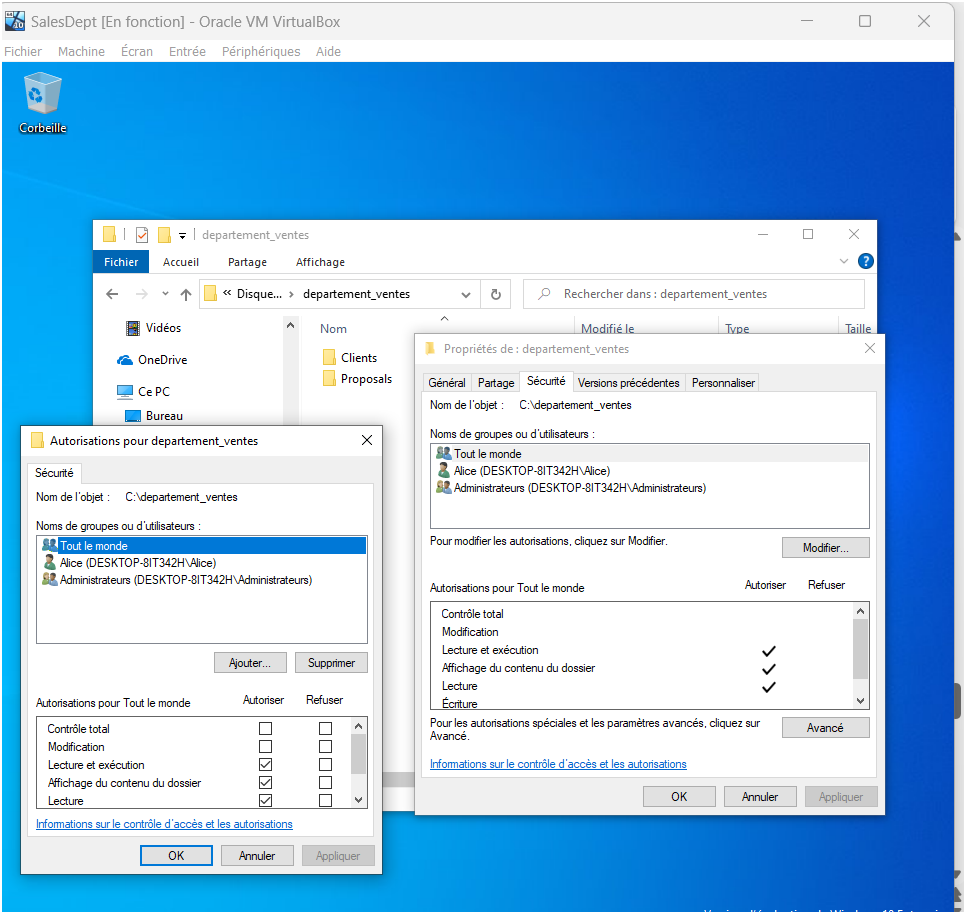 SalesDept [En fonction] - Oracle VM VirtualBox
Fichier Machine Écran Entrée Périphériques Aide
Corbeille
departement_ventes
Fichier Accueil Partage Affichage
« Disque... › departement_ventes
Rechercher dans : departement_ventes
Vidéos
OneDrive
Ce PC
Bureau
Nom Modifié le Type Taille
Clients
Proposals
Propriétés de : departement_ventes
Général Partage Sécurité Versions précédentes Personnaliser
Nom de l'objet : C:\departement_ventes
Noms de groupes ou d'utilisateurs :
Tout le monde
Alice (DESKTOP-8IT342H\Alice)
Administrateurs (DESKTOP-8IT342H\Administrateurs)
Pour modifier les autorisations, cliquez sur Modifier.
Modifier...
Autorisations pour Tout le monde Autoriser Refuser
Contrôle total
Modification
Lecture et exécution
Affichage du contenu du dossier
Lecture
Écriture
Pour les autorisations spéciales et les paramètres avancés, cliquez sur
Avancé.
Avancé
Informations sur le contrôle d'accès et les autorisations
OK Annuler Appliquer
Autorisations pour departement_ventes
Sécurité
Nom de l'objet : C:\departement_ventes
Noms de groupes ou d'utilisateurs :
Tout le monde
Alice (DESKTOP-8IT342H\Alice)
Administrateurs (DESKTOP-8IT342H\Administrateurs)
Ajouter... Supprimer
Autorisations pour Tout le monde Autoriser Refuser
Contrôle total
Modification
Lecture et exécution
Affichage du contenu du dossier
Lecture
Informations sur le contrôle d'accès et les autorisations
OK Annuler Appliquer